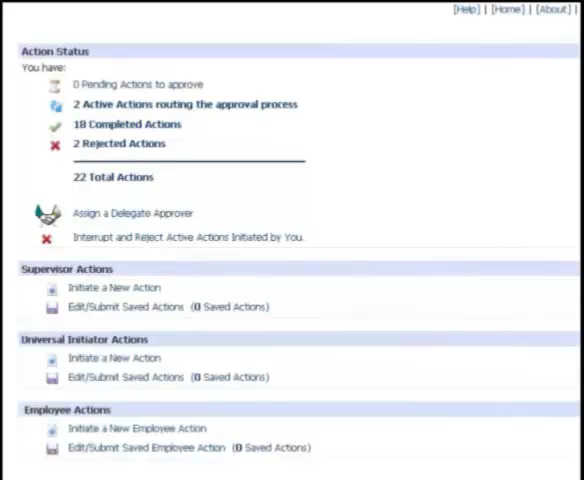 [Help] | [Home] | [About] |
Action Status
You have:
0 Pending Actions to approve
2 Active Actions routing the approval process
18 Completed Actions
2 Rejected Actions
22 Total Actions
Assign a Delegate Approver
Interrupt and Reject Active Actions Initiated by You.
Supervisor Actions
Initiate a New Action
Edit/Submit Saved Actions (0 Saved Actions)
Universal Initiator Actions
Initiate a New Action
Edit/Submit Saved Actions (0 Saved Actions)
Employee Actions
Initiate a New Employee Action
Edit/Submit Saved Employee Action (0 Saved Actions)